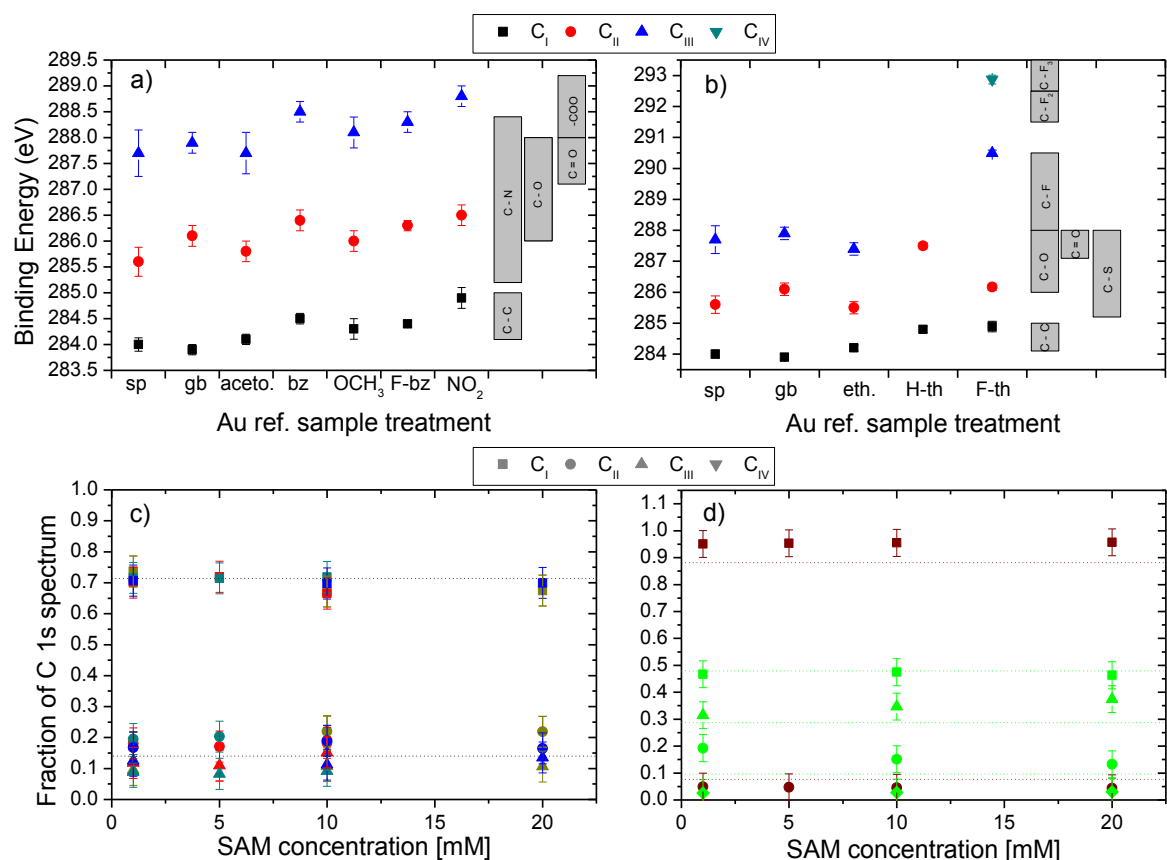 C_I C_II C_III C_IV
a)
289.5
289.0
288.5
288.0
287.5
287.0
286.5
286.0
285.5
285.0
284.5
284.0
283.5
Binding Energy (eV)
C - N
C - C
C - O
-COO
C = O
sp gb aceto. bz OCH₃ F-bz NO₂
Au ref. sample treatment
b)
293
292
291
290
289
288
287
286
285
284
C - F₃
C - F₂
C - F
C - O
C - C
C = O
C - S
sp gb eth. H-th F-th
Au ref. sample treatment
C_I C_II C_III C_IV
c)
1.0
0.9
0.8
0.7
0.6
0.5
0.4
0.3
0.2
0.1
0.0
Fraction of C 1s spectrum
0 5 10 15 20
SAM concentration [mM]
d)
1.1
1.0
0.9
0.8
0.7
0.6
0.5
0.4
0.3
0.2
0.1
0.0
0 5 10 15 20
SAM concentration [mM]